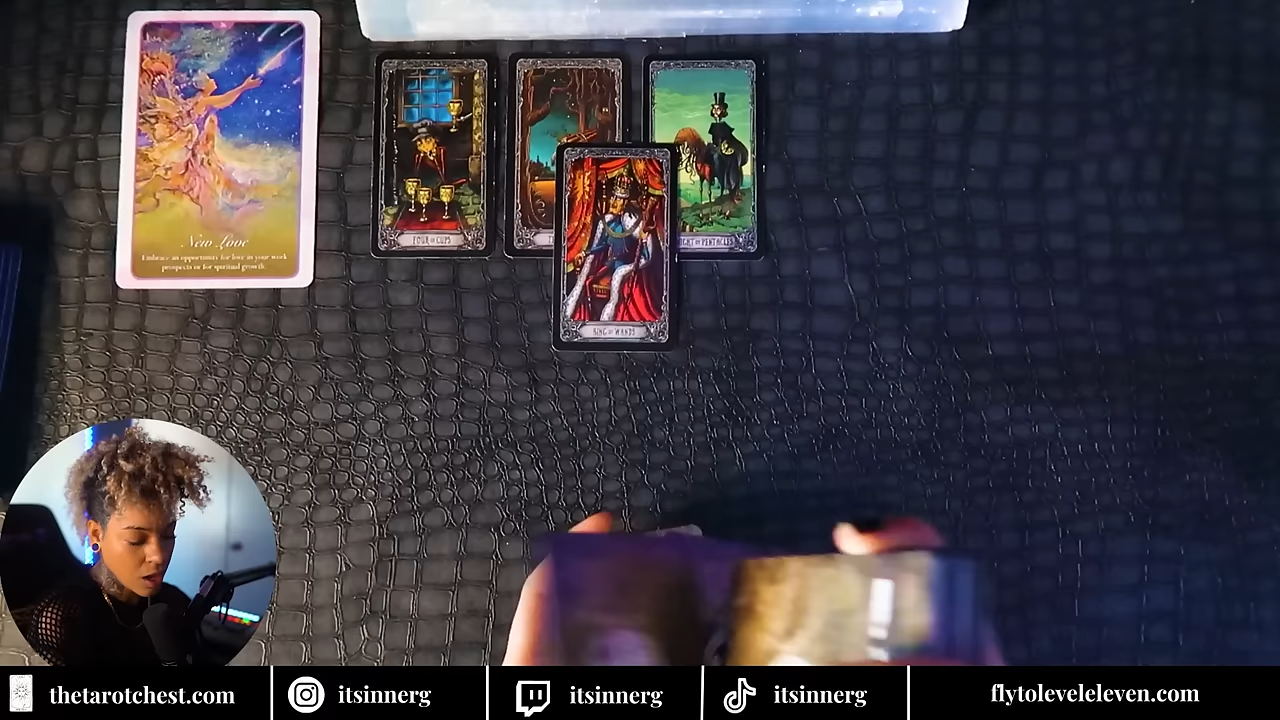 New Love
Embrace an opportunity for love in your work
prospects or for spiritual growth.
FOUR OF CUPS
OF PENTACLES
KING OF WANDS
thetarotchest.com
itsinnerg
itsinnerg
itsinnerg
flytoleveleleven.com